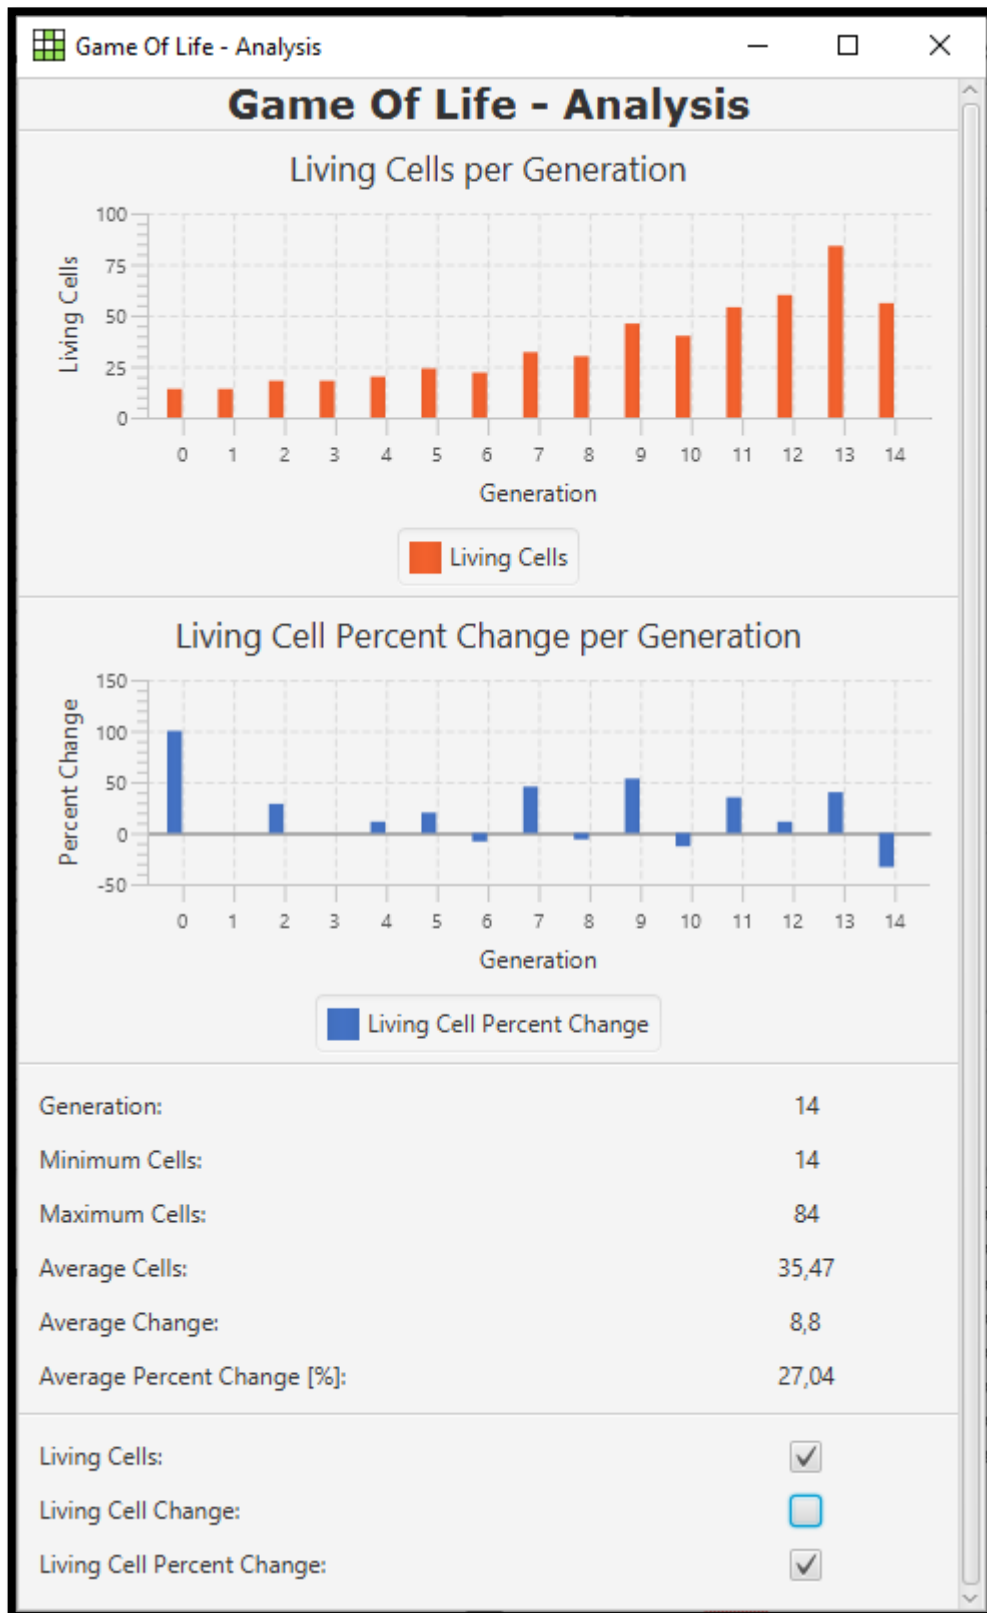 Game Of Life - Analysis
Game Of Life - Analysis
Living Cells per Generation
100
75
50
25
0
Living Cells
0 1 2 3 4 5 6 7 8 9 10 11 12 13 14
Generation
Living Cells
Living Cell Percent Change per Generation
150
100
50
0
-50
Percent Change
0 1 2 3 4 5 6 7 8 9 10 11 12 13 14
Generation
Living Cell Percent Change
Generation: 14
Minimum Cells: 14
Maximum Cells: 84
Average Cells: 35,47
Average Change: 8,8
Average Percent Change [%]: 27,04
Living Cells:
Living Cell Change:
Living Cell Percent Change: